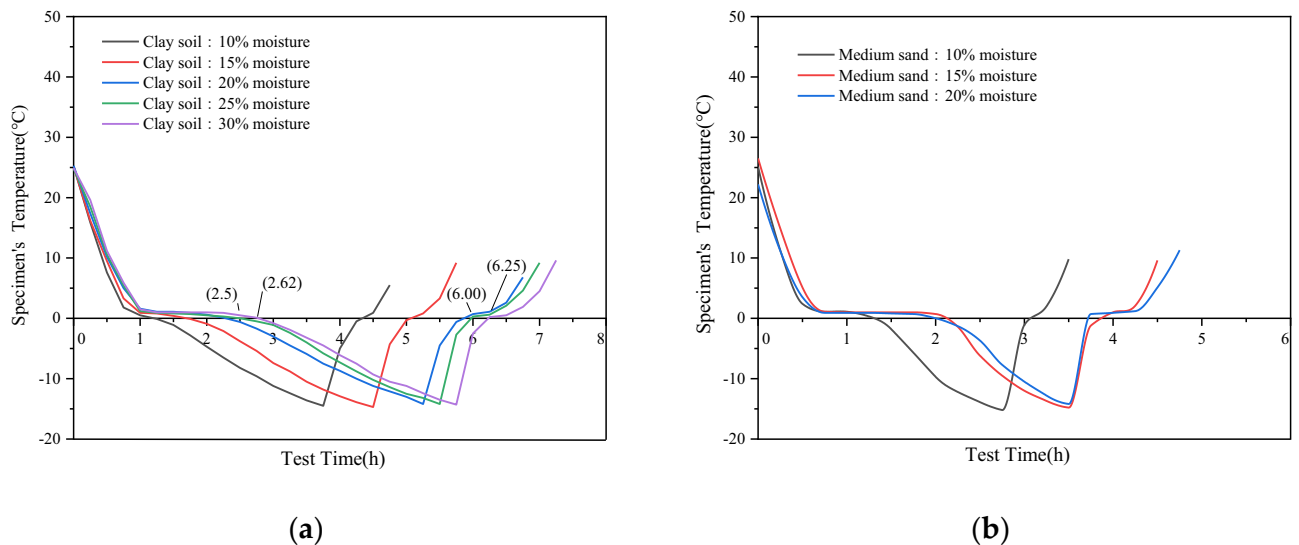 50
40
30
20
10
0
-10
-20
Specimen's Temperature(°C)
Clay soil：10% moisture
Clay soil：15% moisture
Clay soil：20% moisture
Clay soil：25% moisture
Clay soil：30% moisture
(2.5)
(2.62)
(6.00)
(6.25)
0 1 2 3 4 5 6 7 8
Test Time(h)
(a)
50
40
30
20
10
0
-10
-20
Specimen's Temperature(°C)
Medium sand：10% moisture
Medium sand：15% moisture
Medium sand：20% moisture
0 1 2 3 4 5 6
Test Time(h)
(b)